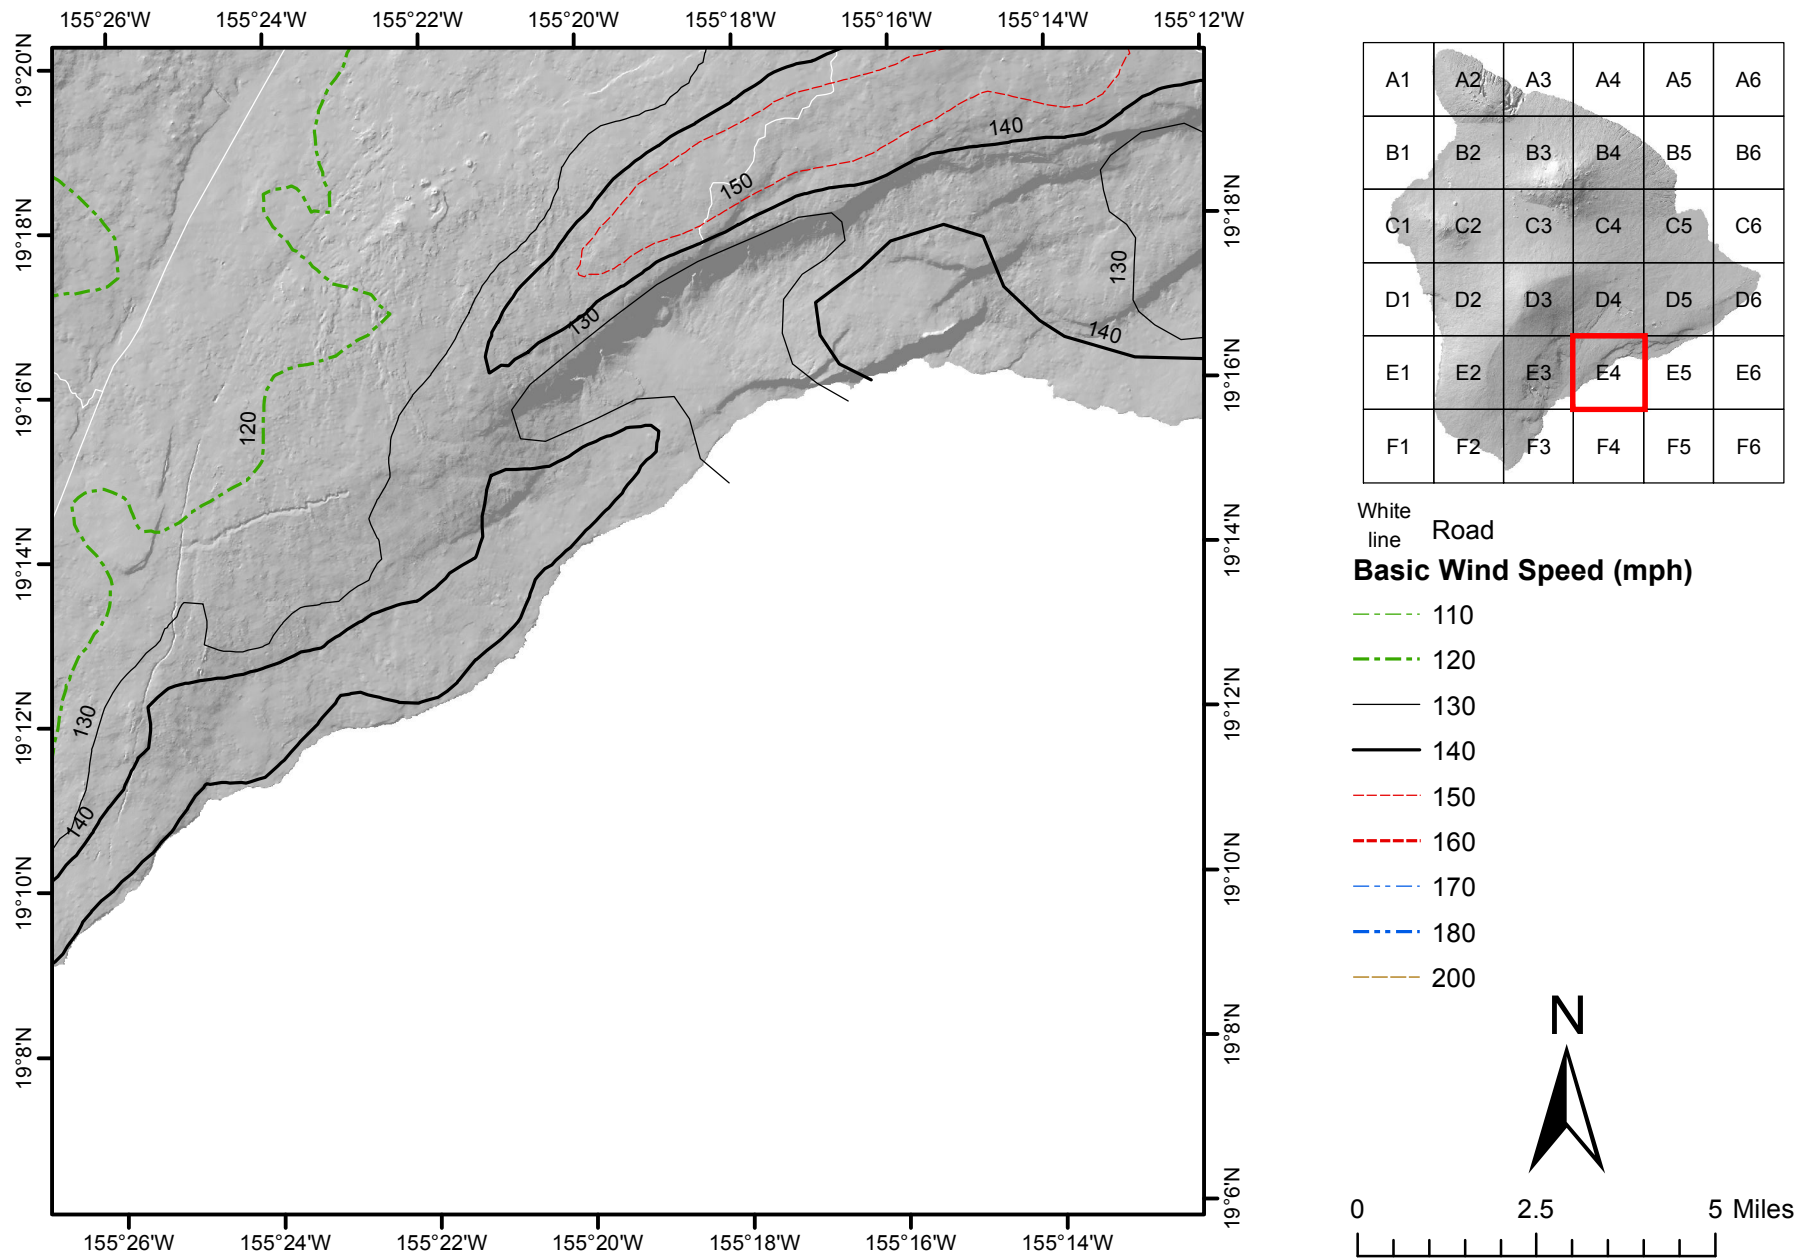 155°26'W 155°24'W 155°22'W 155°20'W 155°18'W 155°16'W 155°14'W 155°12'W
19°20'N
19°18'N
19°16'N
19°14'N
19°12'N
19°10'N
19°8'N
140
150
130
130
140
120
130
140
19°18'N
19°16'N
19°14'N
19°12'N
19°10'N
19°8'N
19°6'N
155°26'W 155°24'W 155°22'W 155°20'W 155°18'W 155°16'W 155°14'W
A1 A2 A3 A4 A5 A6
B1 B2 B3 B4 B5 B6
C1 C2 C3 C4 C5 C6
D1 D2 D3 D4 D5 D6
E1 E2 E3 E4 E5 E6
F1 F2 F3 F4 F5 F6
White
line Road
Basic Wind Speed (mph)
110
120
130
140
150
160
170
180
200
N
0 2.5 5 Miles